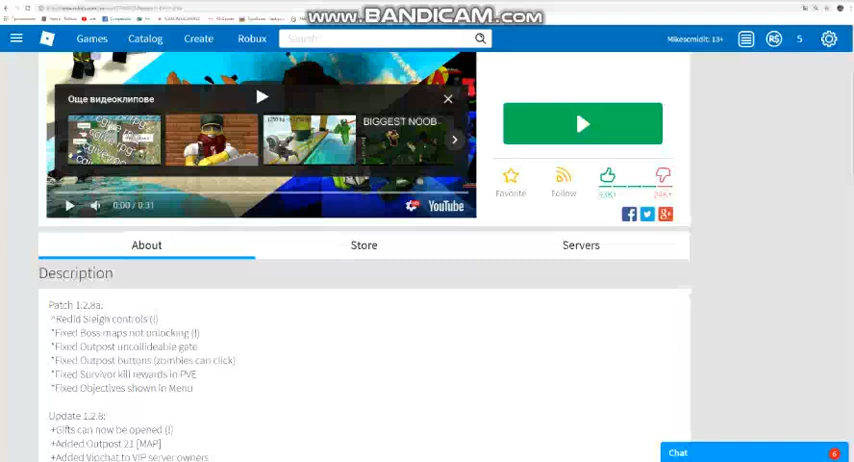 www.BANDICAM.com
Games Catalog Create Robux Search Mikescmidit: 13+ 5
Още видеоклипове
BIGGEST NOOB
0:00 / 0:31
YouTube
Favorite Follow 24K+
About Store Servers
Description
Patch 1.2.8a:
^Redid Sleigh controls (!)
*Fixed Boss maps not unlocking (!)
*Fixed Outpost uncollideable gate
*Fixed Outpost buttons (zombies can click)
*Fixed Survivor kill rewards in PVE
*Fixed Objectives shown in Menu
Update 1.2.8:
+Gifts can now be opened (!)
+Added Outpost 21 [MAP]
+Added Vipchat to VIP server owners
Chat 6